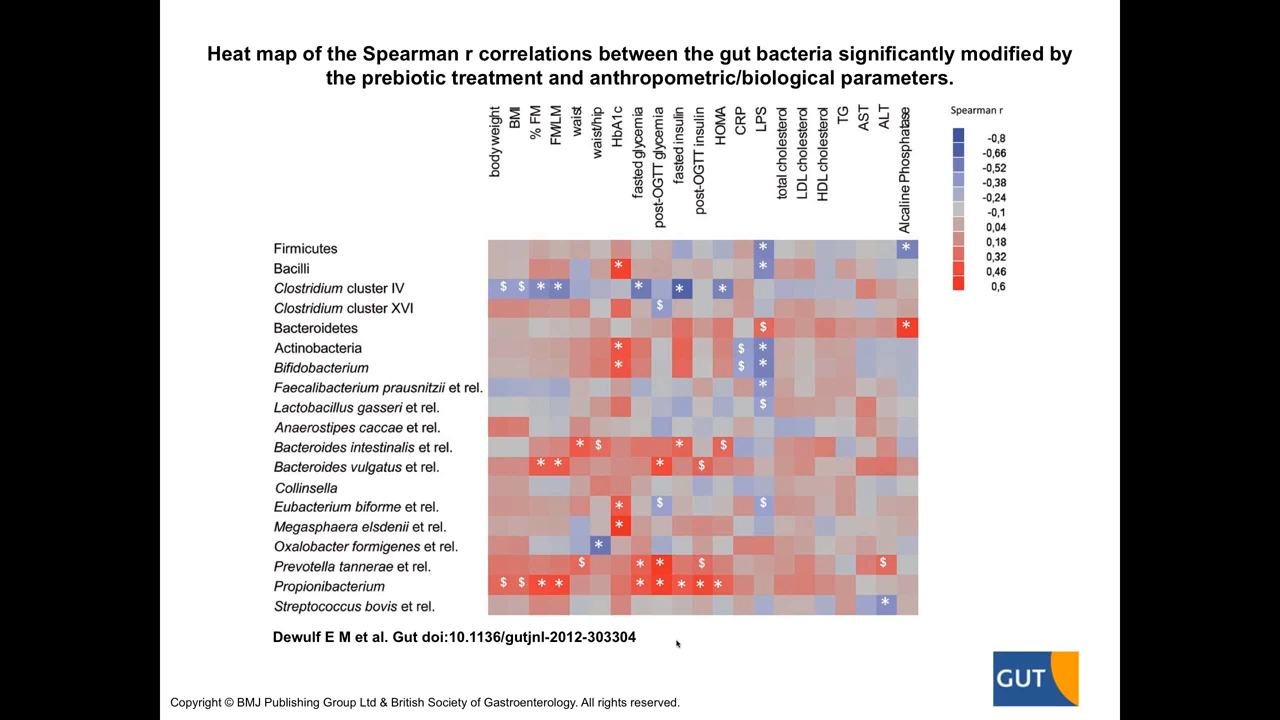 Heat map of the Spearman r correlations between the gut bacteria significantly modified by
the prebiotic treatment and anthropometric/biological parameters.
body weight
BMI
% FM
FM/LM
waist
waist/hip
HbA1c
fasted glycemia
post-OGTT glycemia
fasted insulin
post-OGTT insulin
HOMA
CRP
LPS
total cholesterol
LDL cholesterol
HDL cholesterol
TG
AST
ALT
Alcaline Phosphatase
Spearman r
-0,8
-0,66
-0,52
-0,38
-0,24
-0,1
0,04
0,18
0,32
0,46
0,6
Firmicutes * *
Bacilli * *
Clostridium cluster IV $ $ * * * * *
Clostridium cluster XVI $
Bacteroidetes $ *
Actinobacteria * $ *
Bifidobacterium * $ *
Faecalibacterium prausnitzii et rel. *
Lactobacillus gasseri et rel. $
Anaerostipes caccae et rel.
Bacteroides intestinalis et rel. * $ * $
Bacteroides vulgatus et rel. * * * $
Collinsella
Eubacterium biforme et rel. * $ $
Megasphaera elsdenii et rel. *
Oxalobacter formigenes et rel. *
Prevotella tannerae et rel. $ * * $ $
Propionibacterium $ $ * * * * * * *
Streptococcus bovis et rel. *
Dewulf E M et al. Gut doi:10.1136/gutjnl-2012-303304
GUT
Copyright © BMJ Publishing Group Ltd & British Society of Gastroenterology. All rights reserved.